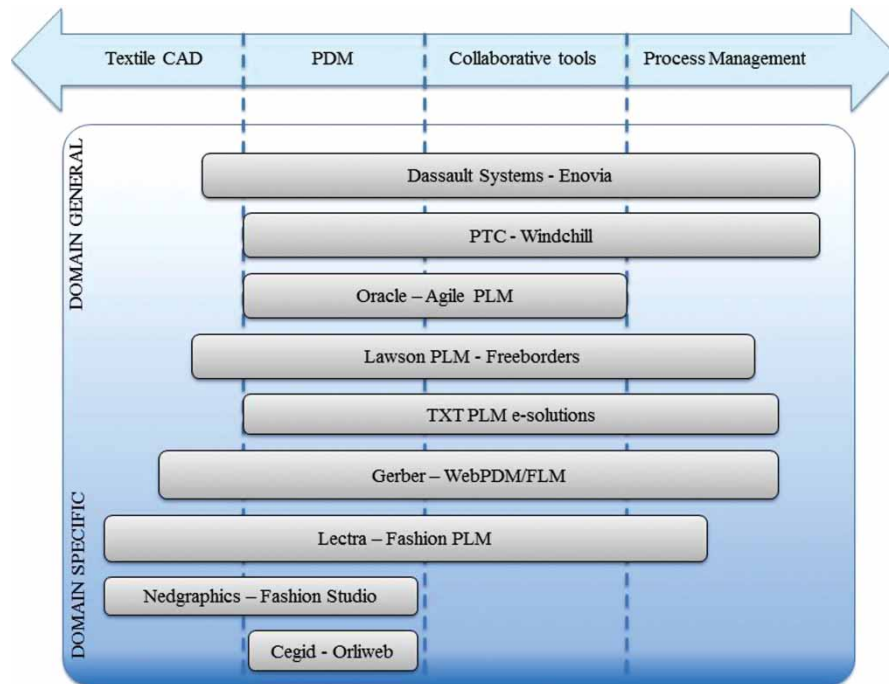 Textile CAD
PDM
Collaborative tools
Process Management
DOMAIN GENERAL
Dassault Systems - Enovia
PTC - Windchill
Oracle – Agile PLM
Lawson PLM - Freeborders
TXT PLM e-solutions
Gerber – WebPDM/FLM
DOMAIN SPECIFIC
Lectra – Fashion PLM
Nedgraphics – Fashion Studio
Cegid - Orliweb